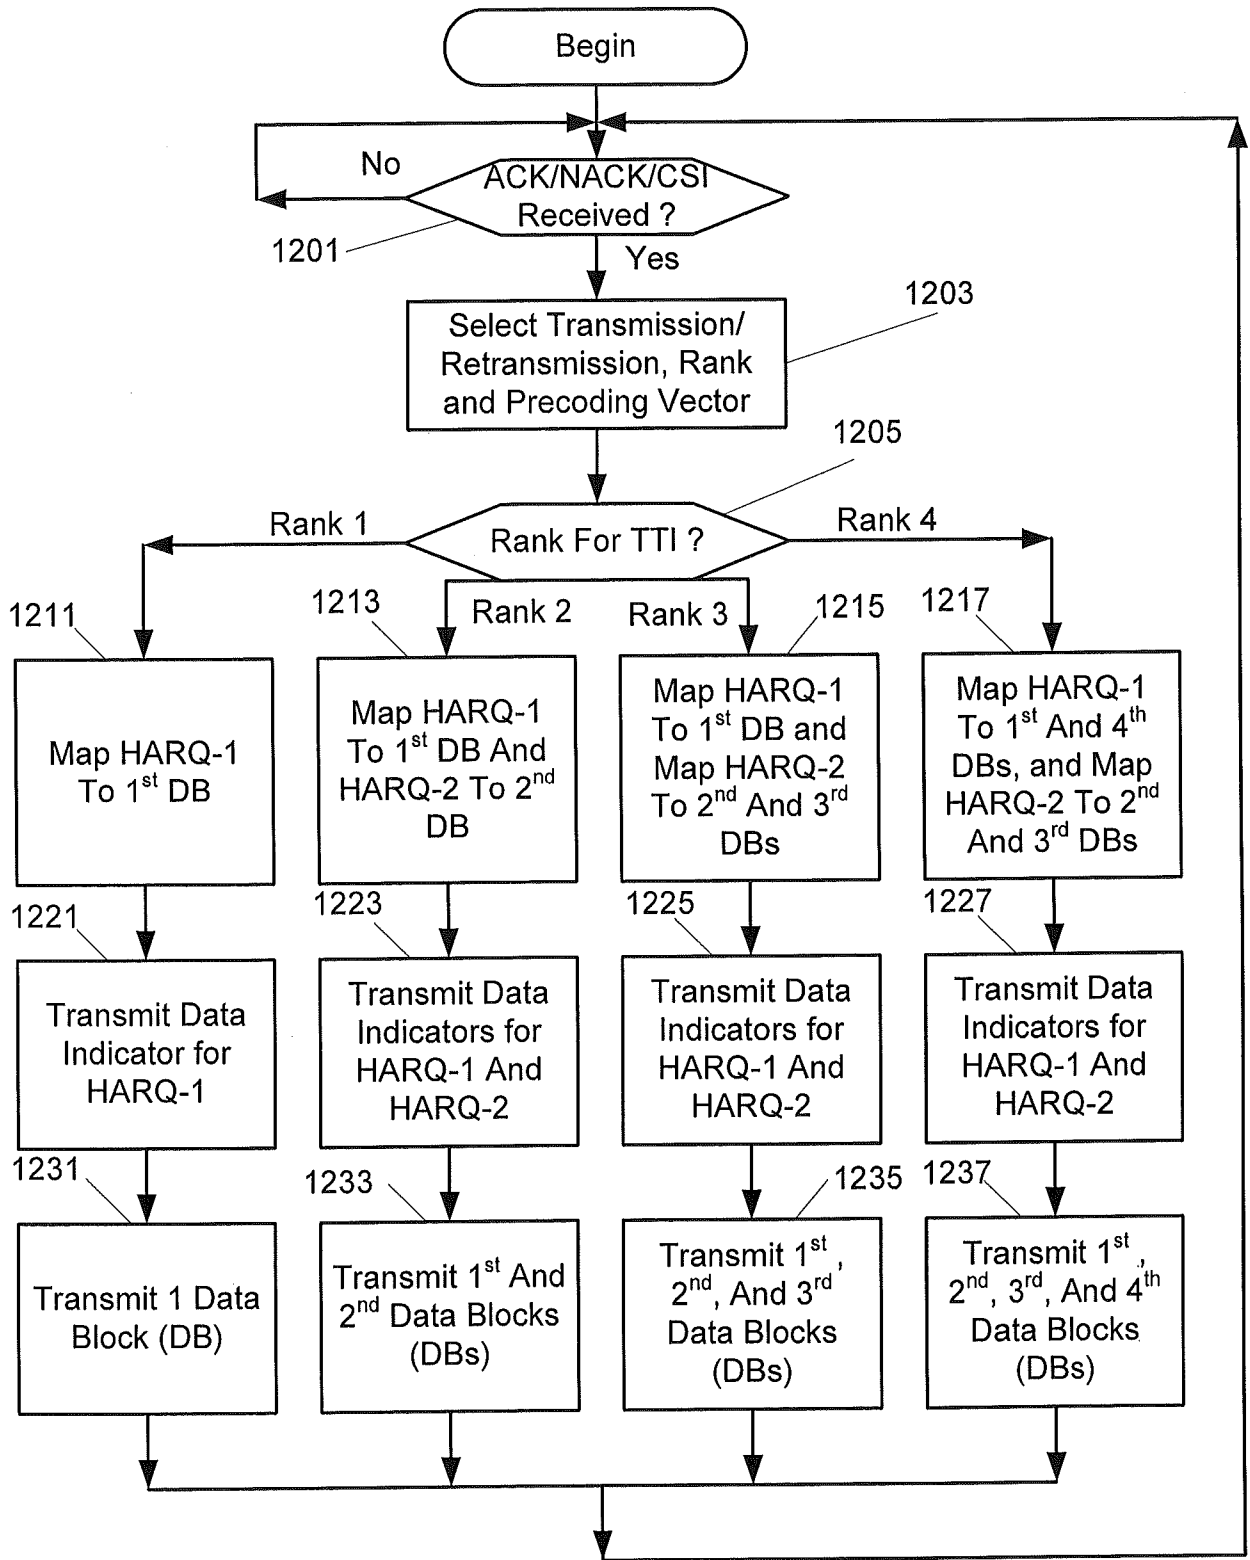 Begin
No
ACK/NACK/CSI
Received ?
1201
Yes
1203
Select Transmission/
Retransmission, Rank
and Precoding Vector
1205
Rank 1
Rank For TTI ?
Rank 4
Rank 2
Rank 3
1211
1213
1215
1217
Map HARQ-1
To 1st DB
Map HARQ-1
To 1st DB And
HARQ-2 To 2nd
DB
Map HARQ-1
To 1st DB and
Map HARQ-2
To 2nd And 3rd
DBs
Map HARQ-1
To 1st And 4th
DBs, and Map
HARQ-2 To 2nd
And 3rd DBs
1221
1223
1225
1227
Transmit Data
Indicator for
HARQ-1
Transmit Data
Indicators for
HARQ-1 And
HARQ-2
Transmit Data
Indicators for
HARQ-1 And
HARQ-2
Transmit Data
Indicators for
HARQ-1 And
HARQ-2
1231
1233
1235
1237
Transmit 1 Data
Block (DB)
Transmit 1st And
2nd Data Blocks
(DBs)
Transmit 1st,
2nd, And 3rd
Data Blocks
(DBs)
Transmit 1st,
2nd, 3rd, And 4th
Data Blocks
(DBs)